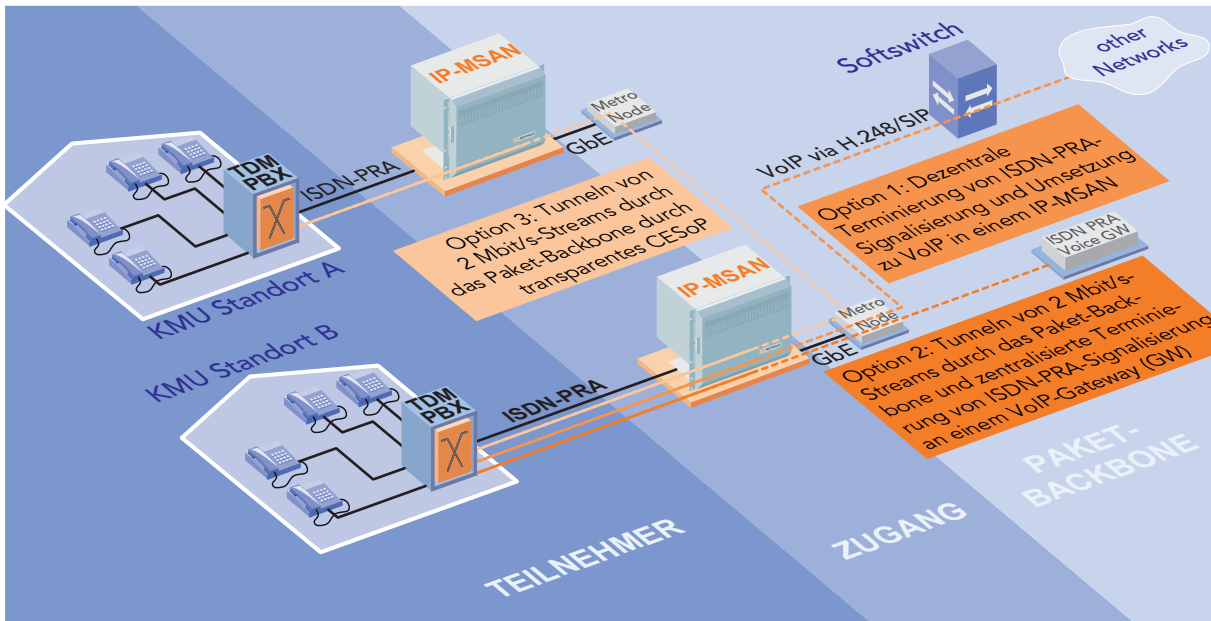 other
Networks
Softswitch
IP-MSAN
Metro
Node
GbE
VoIP via H.248/SIP
TDM
PBX
ISDN-PRA
Option 1: Dezentrale
Terminierung von ISDN-PRA-
Signalisierung und Umsetzung
zu VoIP in einem IP-MSAN
Option 3: Tunneln von
2 Mbit/s-Streams durch
das Paket-Backbone durch
transparentes CESoP
ISDN PRA
Voice GW
KMU Standort A
IP-MSAN
Metro
Node
GbE
KMU Standort B
Option 2: Tunneln von 2 Mbit/s-
Streams durch das Paket-Back-
bone und zentralisierte Terminie-
rung von ISDN-PRA-Signalisierung
an einem VoIP-Gateway (GW)
TDM
PBX
ISDN-PRA
TEILNEHMER
ZUGANG
PAKET-
BACKBONE